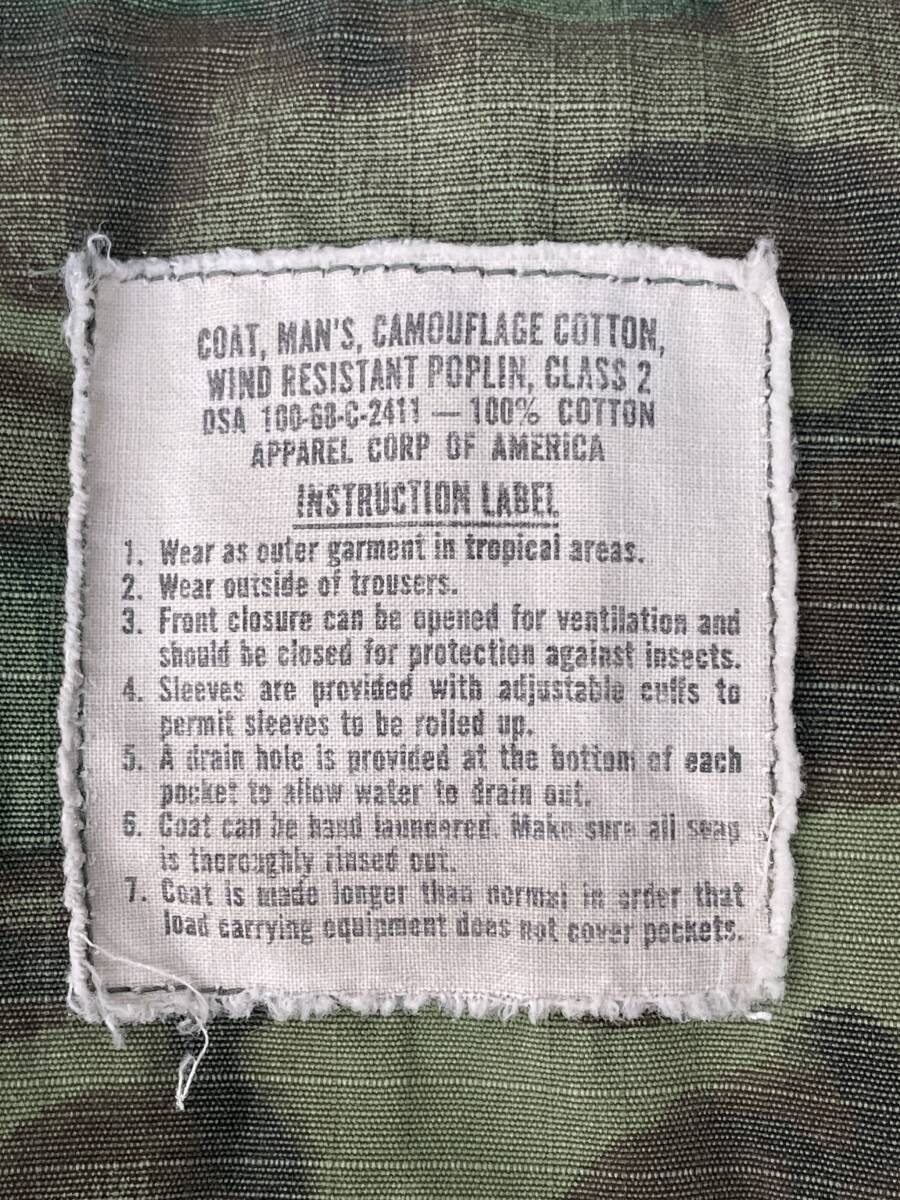 COAT, MAN'S, CAMOUFLAGE COTTON,
WIND RESISTANT POPLIN, CLASS 2
DSA 100-68-C-2411 — 100% COTTON
APPAREL CORP OF AMERICA
INSTRUCTION LABEL
1. Wear as outer garment in tropical areas.
2. Wear outside of trousers.
3. Front closure can be opened for ventilation and
should be closed for protection against insects.
4. Sleeves are provided with adjustable cuffs to
permit sleeves to be rolled up.
5. A drain hole is provided at the bottom of each
pocket to allow water to drain out.
6. Coat can be hand laundered. Make sure all soap
is thoroughly rinsed out.
7. Coat is made longer than normal in order that
load carrying equipment does not cover pockets.